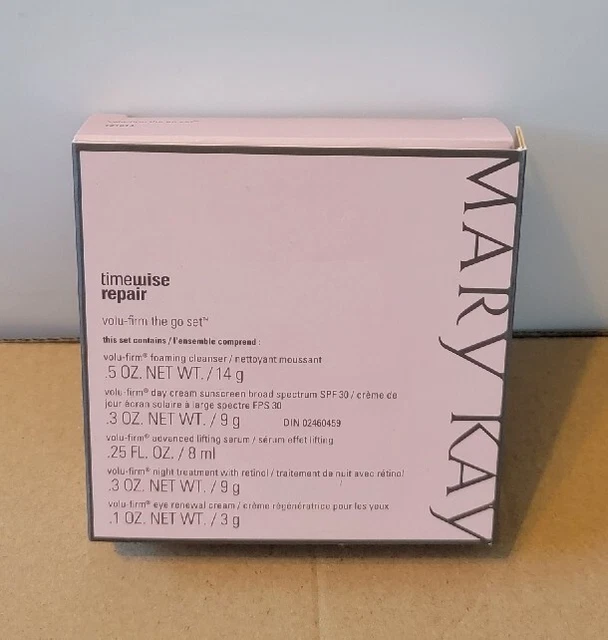 timewise
repair
volu-firm the go set™
this set contains / l'ensemble comprend :
volu-firm® foaming cleanser / nettoyant moussant
.5 OZ. NET WT. / 14 g
volu-firm® day cream sunscreen broad spectrum SPF 30 / crème de
jour écran solaire à large spectre FPS 30
.3 OZ. NET WT. / 9 g DIN 02460459
volu-firm® advanced lifting serum / sérum effet lifting
.25 FL. OZ. / 8 ml
volu-firm® night treatment with retinol / traitement de nuit avec rétinol
.3 OZ. NET WT. / 9 g
volu-firm® eye renewal cream / crème régénératrice pour les yeux
.1 OZ. NET WT. / 3 g
MARY KAY